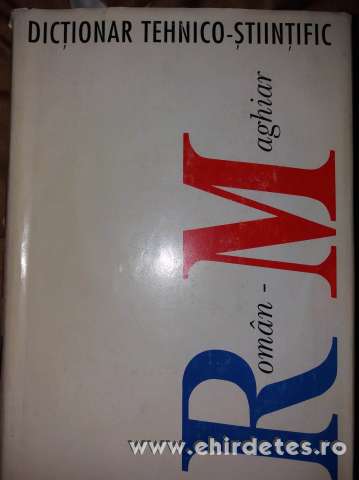 DICȚIONAR TEHNICO-ȘTIINȚIFIC
Român - Maghiar
www.ehirdetes.ro